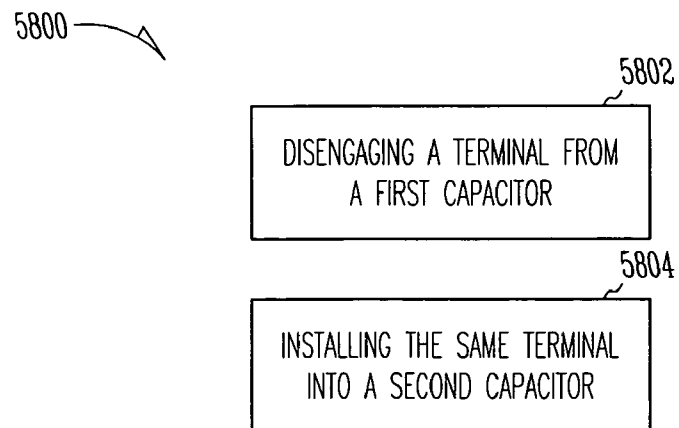 5800
5802
DISENGAGING A TERMINAL FROM
A FIRST CAPACITOR
5804
INSTALLING THE SAME TERMINAL
INTO A SECOND CAPACITOR